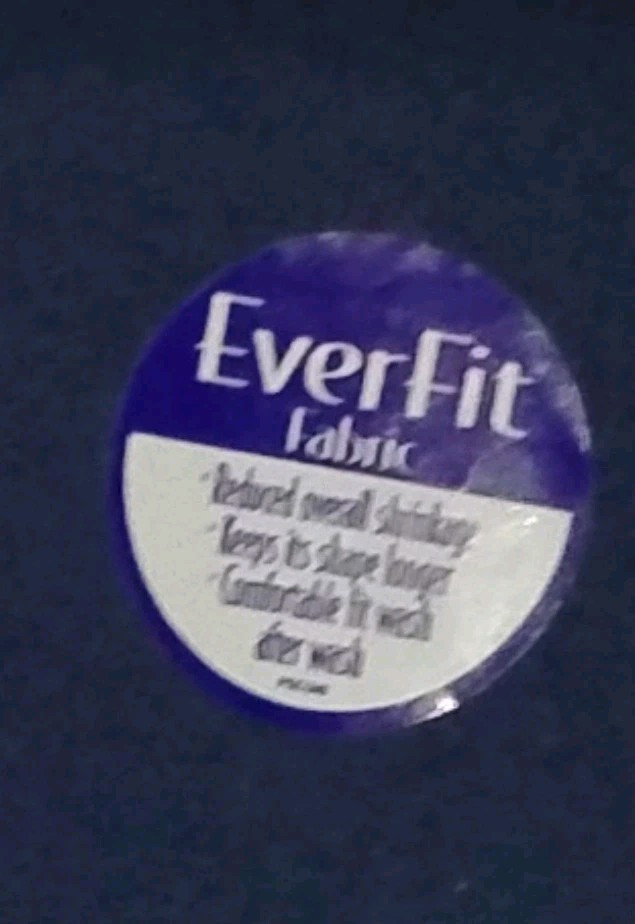 EverFit
Fabric
Reduced overall shrinkage
Keeps its shape longer
Comfortable fit wash
after wash